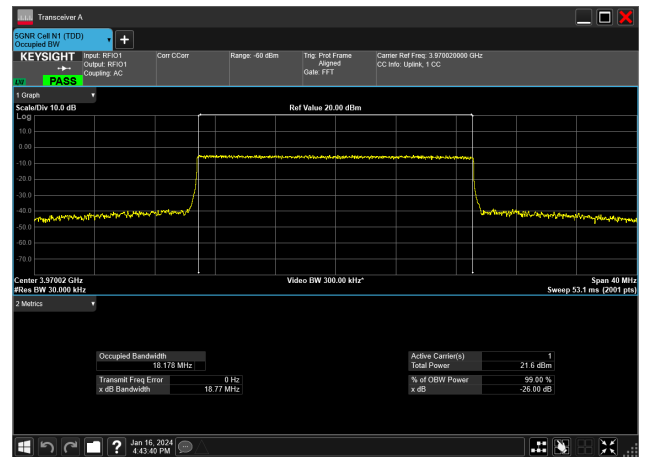 Transceiver A
5GNR Cell N1 (TDD)
Occupied BW
KEYSIGHT
LXI
PASS
Input: RFIO1
Output: RFIO1
Coupling: AC
Corr CCorr
Range: -60 dBm
Trig: Prot Frame
Aligned
Gate: FFT
Carrier Ref Freq: 3.970020000 GHz
CC Info: Uplink, 1 CC
1 Graph
Scale/Div 10.0 dB
Ref Value 20.00 dBm
Log
10.0
0.00
-10.0
-20.0
-30.0
-40.0
-50.0
-60.0
-70.0
Center 3.97002 GHz
Video BW 300.00 kHz*
Span 40 MHz
#Res BW 30.000 kHz
Sweep 53.1 ms (2001 pts)
2 Metrics
Occupied Bandwidth
18.178 MHz
Active Carrier(s) 1
Total Power 21.6 dBm
Transmit Freq Error 0 Hz
x dB Bandwidth 18.77 MHz
% of OBW Power 99.00 %
x dB -26.00 dB
?
Jan 16, 2024
4:43:40 PM